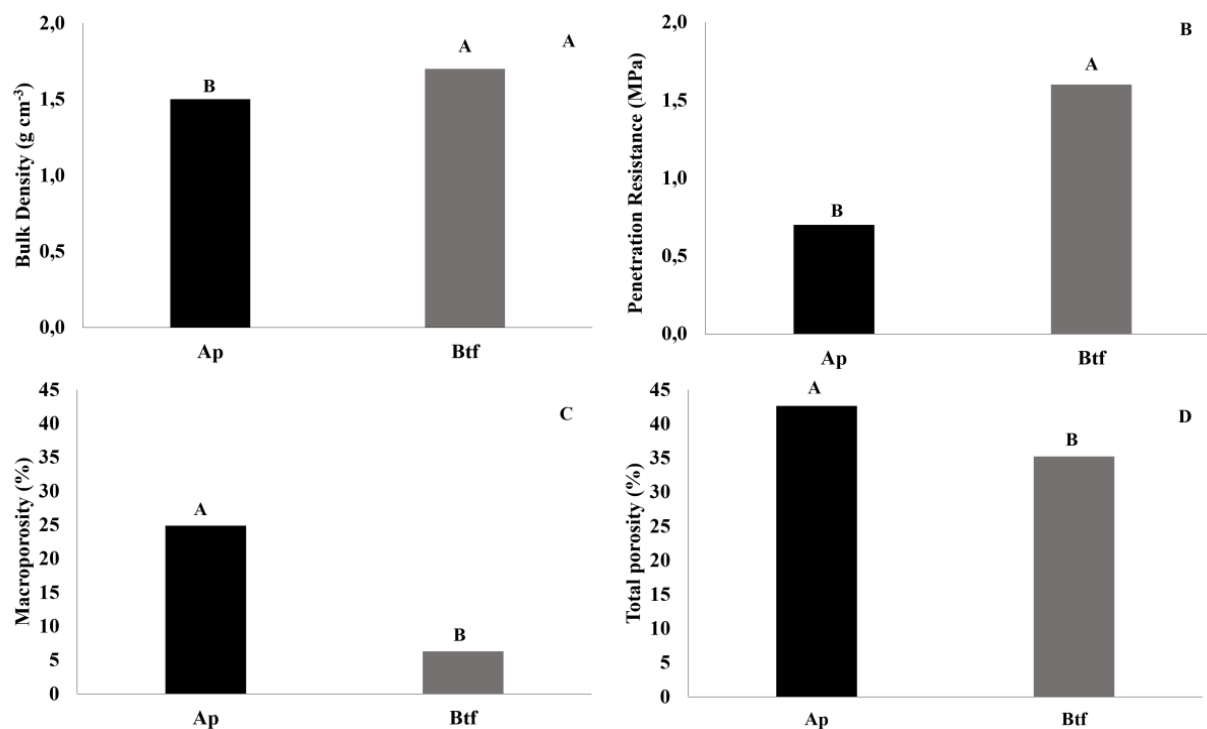 Bulk Density (g cm-3)
2,0
1,5
1,0
0,5
0,0
A
B
A
Ap
Btf
Penetration Resistance (MPa)
2,0
1,5
1,0
0,5
0,0
B
B
A
Ap
Btf
Macroporosity (%)
45
40
35
30
25
20
15
10
5
0
C
A
B
Ap
Btf
Total porosity (%)
45
40
35
30
25
20
15
10
5
0
D
A
B
Ap
Btf